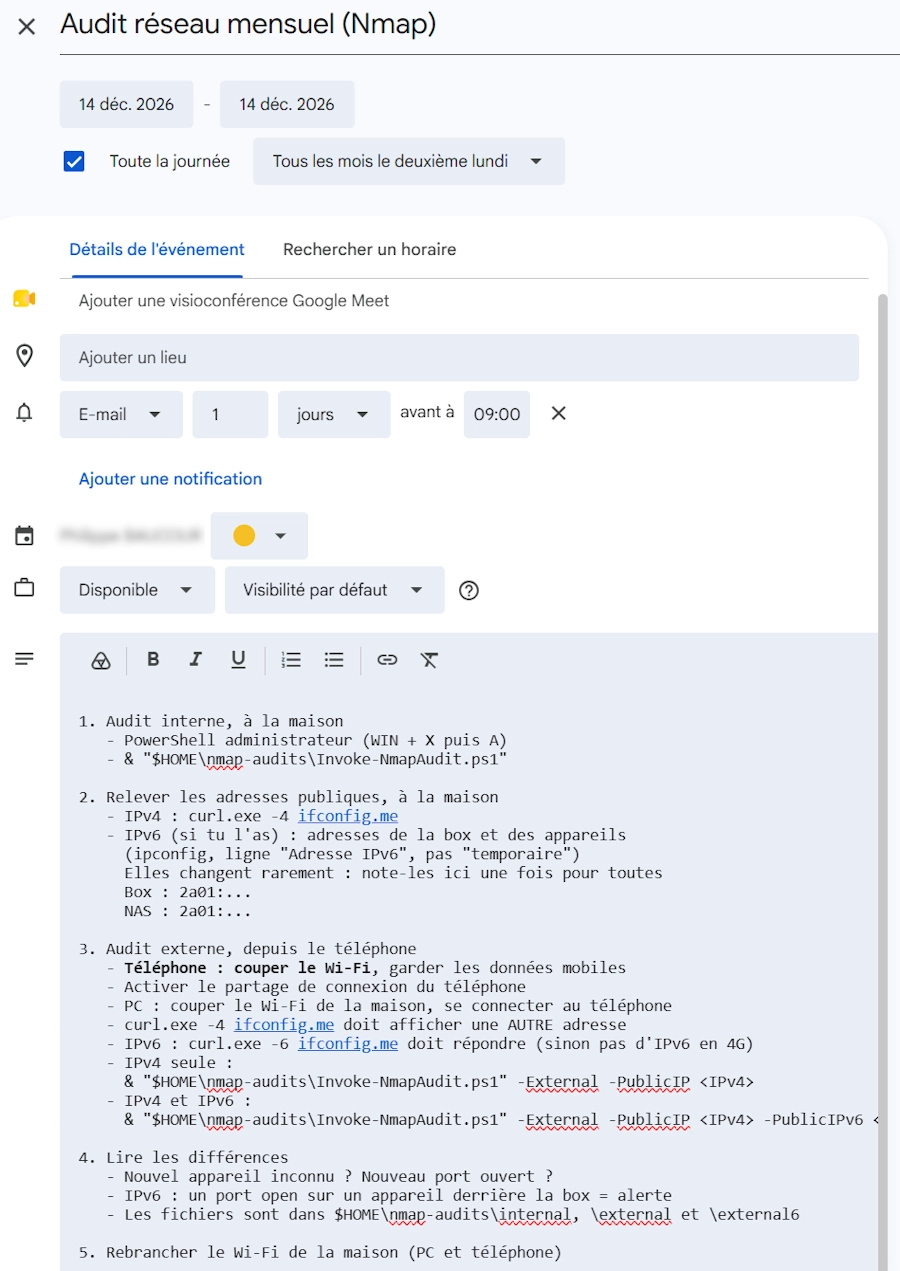 Audit réseau mensuel (Nmap)
14 déc. 2026 - 14 déc. 2026
Toute la journée Tous les mois le deuxième lundi
Détails de l'événement Rechercher un horaire
Ajouter une visioconférence Google Meet
Ajouter un lieu
E-mail 1 jours avant à 09:00
Ajouter une notification
Disponible Visibilité par défaut
B I U
1. Audit interne, à la maison
- PowerShell administrateur (WIN + X puis A)
- & "$HOME\nmap-audits\Invoke-NmapAudit.ps1"
2. Relever les adresses publiques, à la maison
- IPv4 : curl.exe -4 ifconfig.me
- IPv6 (si tu l'as) : adresses de la box et des appareils
(ipconfig, ligne "Adresse IPv6", pas "temporaire")
Elles changent rarement : note-les ici une fois pour toutes
Box : 2a01:...
NAS : 2a01:...
3. Audit externe, depuis le téléphone
- Téléphone : couper le Wi-Fi, garder les données mobiles
- Activer le partage de connexion du téléphone
- PC : couper le Wi-Fi de la maison, se connecter au téléphone
- curl.exe -4 ifconfig.me doit afficher une AUTRE adresse
- IPv6 : curl.exe -6 ifconfig.me doit répondre (sinon pas d'IPv6 en 4G)
- IPv4 seule :
& "$HOME\nmap-audits\Invoke-NmapAudit.ps1" -External -PublicIP <IPv4>
- IPv4 et IPv6 :
& "$HOME\nmap-audits\Invoke-NmapAudit.ps1" -External -PublicIP <IPv4> -PublicIPv6 <
4. Lire les différences
- Nouvel appareil inconnu ? Nouveau port ouvert ?
- IPv6 : un port open sur un appareil derrière la box = alerte
- Les fichiers sont dans $HOME\nmap-audits\internal, \external et \external6
5. Rebrancher le Wi-Fi de la maison (PC et téléphone)